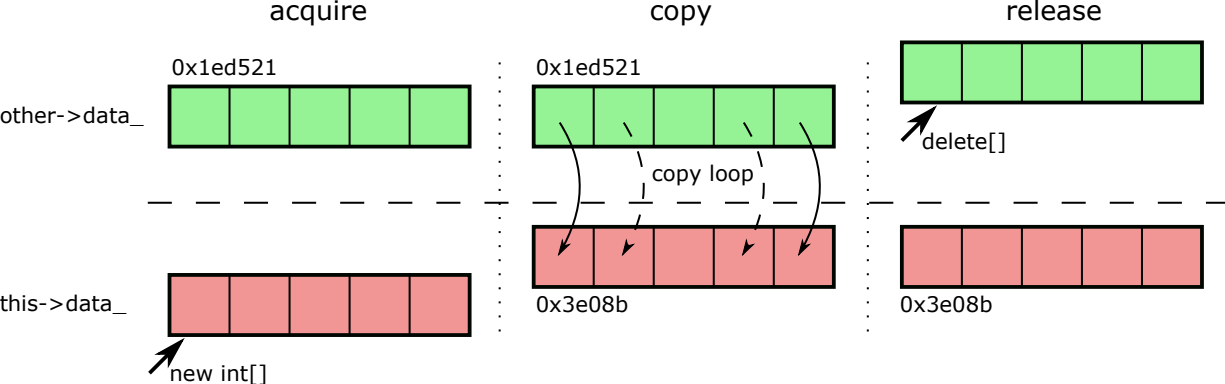 acquire
copy
release
0x1ed521
0x1ed521
other->data_
delete[]
copy loop
this->data_
0x3e08b
0x3e08b
new int[]